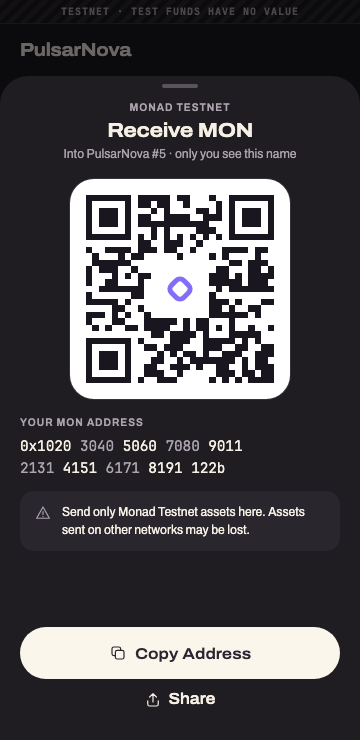 TESTNET • TEST FUNDS HAVE NO VALUE
PulsarNova
MONAD TESTNET
Receive MON
Into PulsarNova #5 · only you see this name
YOUR MON ADDRESS
0x1020 3040 5060 7080 9011
2131 4151 6171 8191 122b
Send only Monad Testnet assets here. Assets
sent on other networks may be lost.
Copy Address
Share